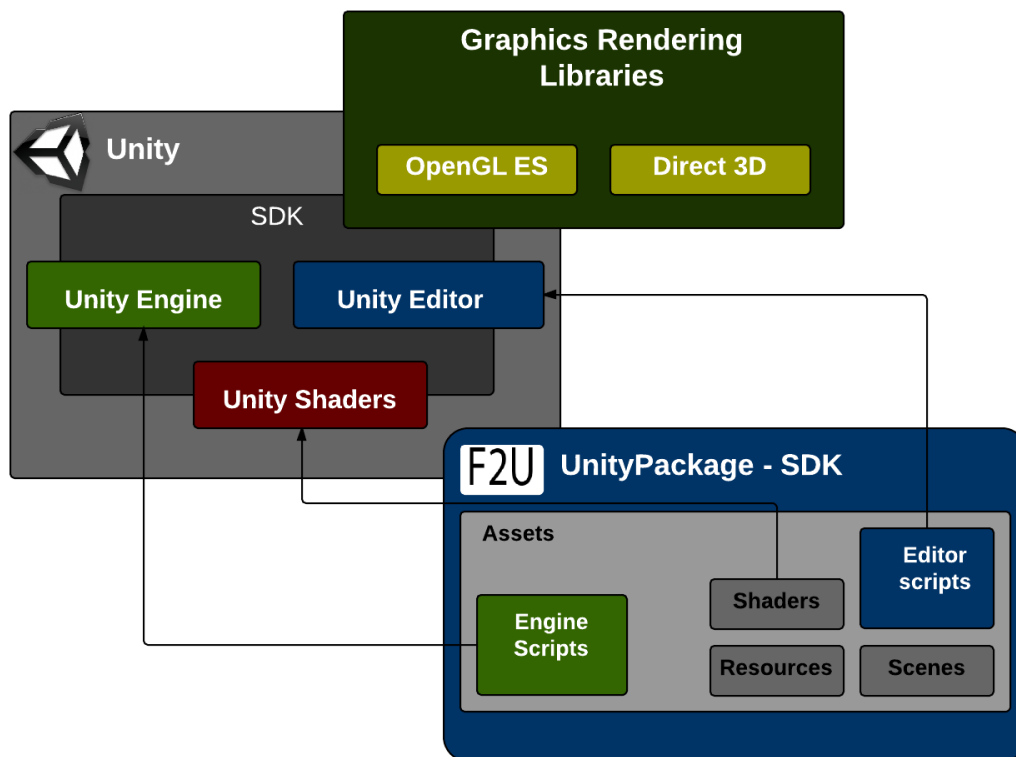 Graphics Rendering
Libraries
OpenGL ES
Direct 3D
Unity
SDK
Unity Engine
Unity Editor
Unity Shaders
F2U
UnityPackage - SDK
Assets
Editor
scripts
Shaders
Engine
Scripts
Resources
Scenes